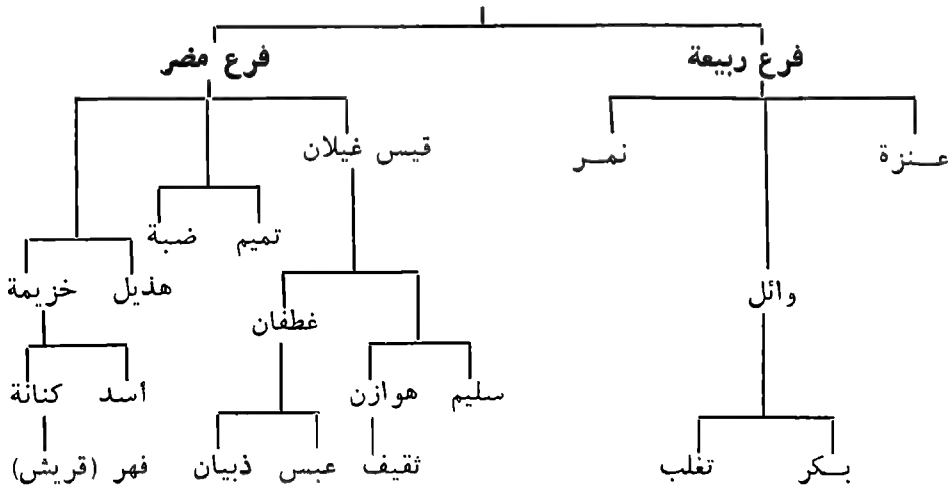 فرع ربيعة فرع مضر
عنزة نمر قيس غيلان
تميم ضبة
وائل هذيل خزيمة
غطفان
سليم هوازن أسد كنانة
بكر تغلب ثقيف عبس ذبيان فهر (قريش)